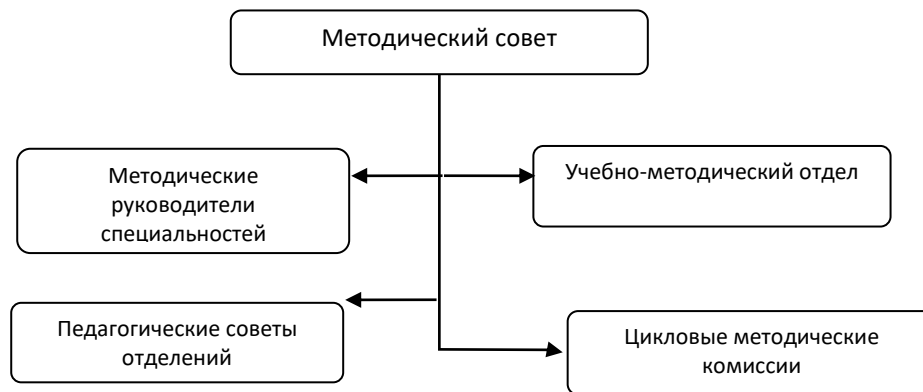 Методический совет
Методические
руководители
специальностей
Учебно-методический отдел
Педагогические советы
отделений
Цикловые методические
комиссии